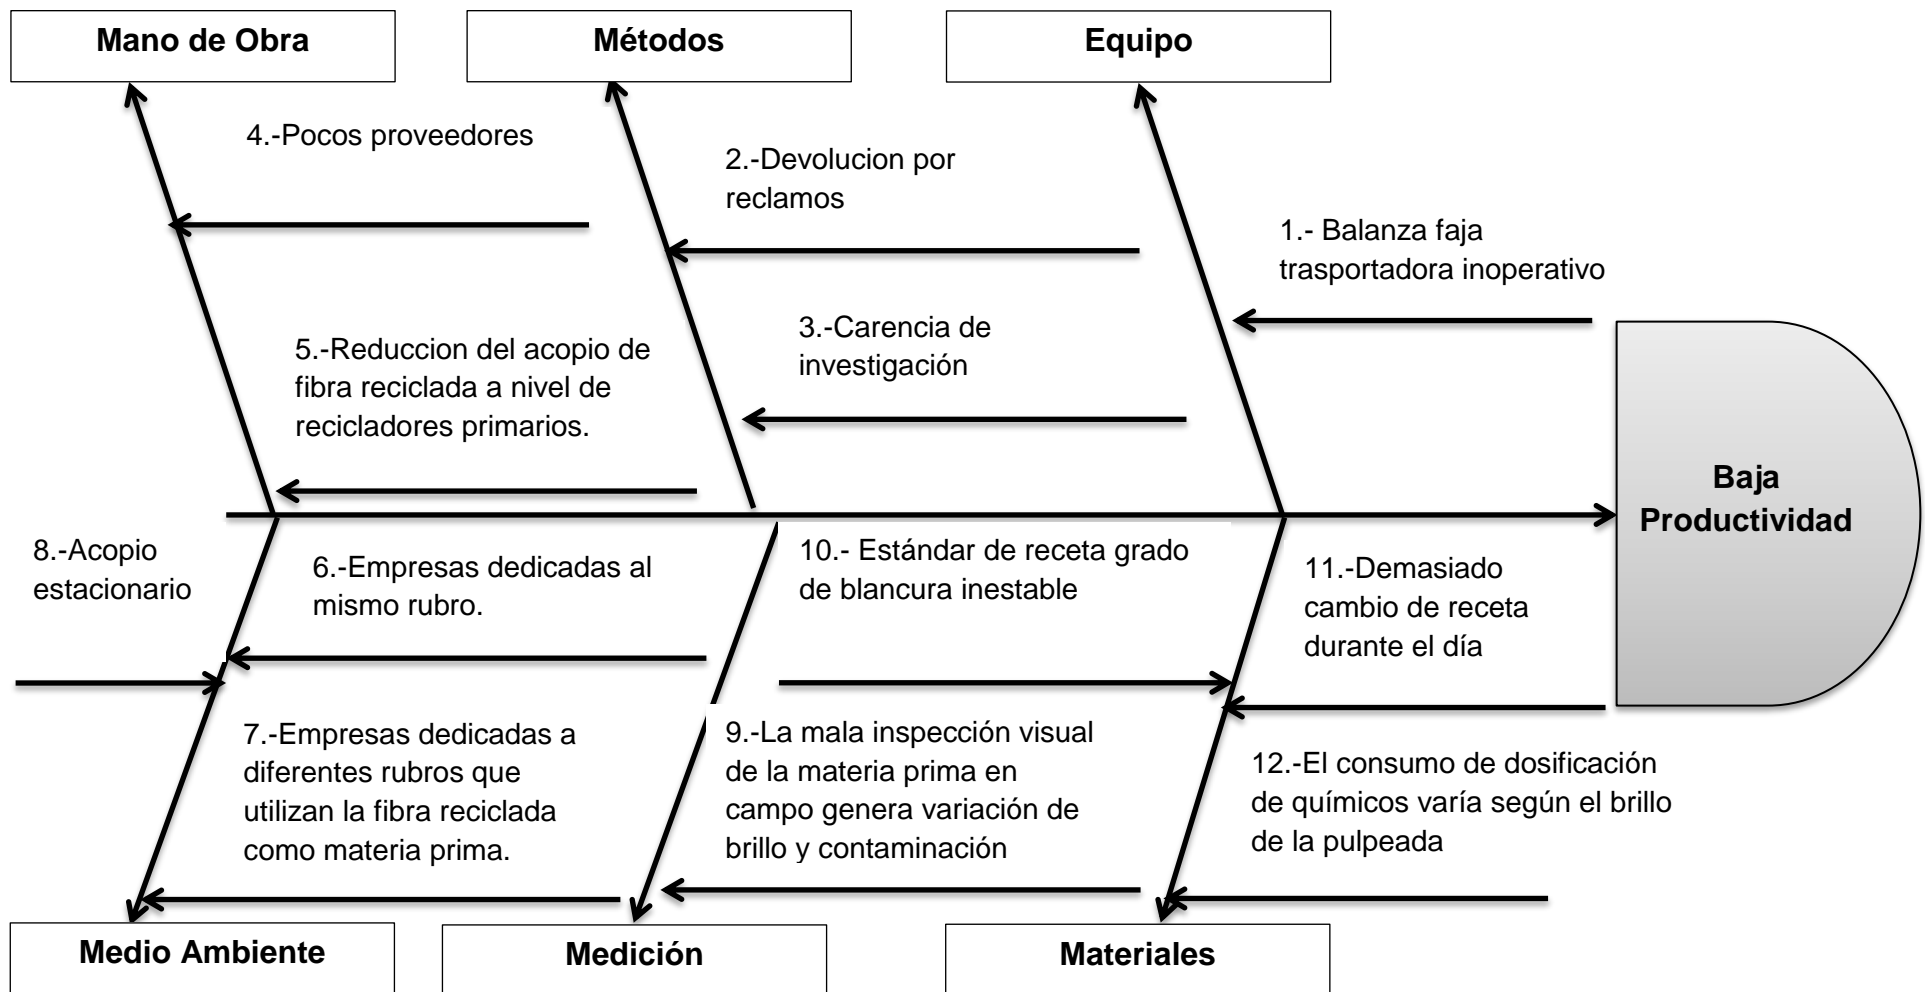 Mano de Obra
Métodos
Equipo
4.-Pocos proveedores
2.-Devolucion por
reclamos
1.- Balanza faja
trasportadora inoperativo
5.-Reduccion del acopio de
fibra reciclada a nivel de
recicladores primarios.
3.-Carencia de
investigación
Baja
Productividad
8.-Acopio
estacionario
6.-Empresas dedicadas al
mismo rubro.
10.- Estándar de receta grado
de blancura inestable
11.-Demasiado
cambio de receta
durante el día
7.-Empresas dedicadas a
diferentes rubros que
utilizan la fibra reciclada
como materia prima.
9.-La mala inspección visual
de la materia prima en
campo genera variación de
brillo y contaminación
12.-El consumo de dosificación
de químicos varía según el brillo
de la pulpeada
Medio Ambiente
Medición
Materiales